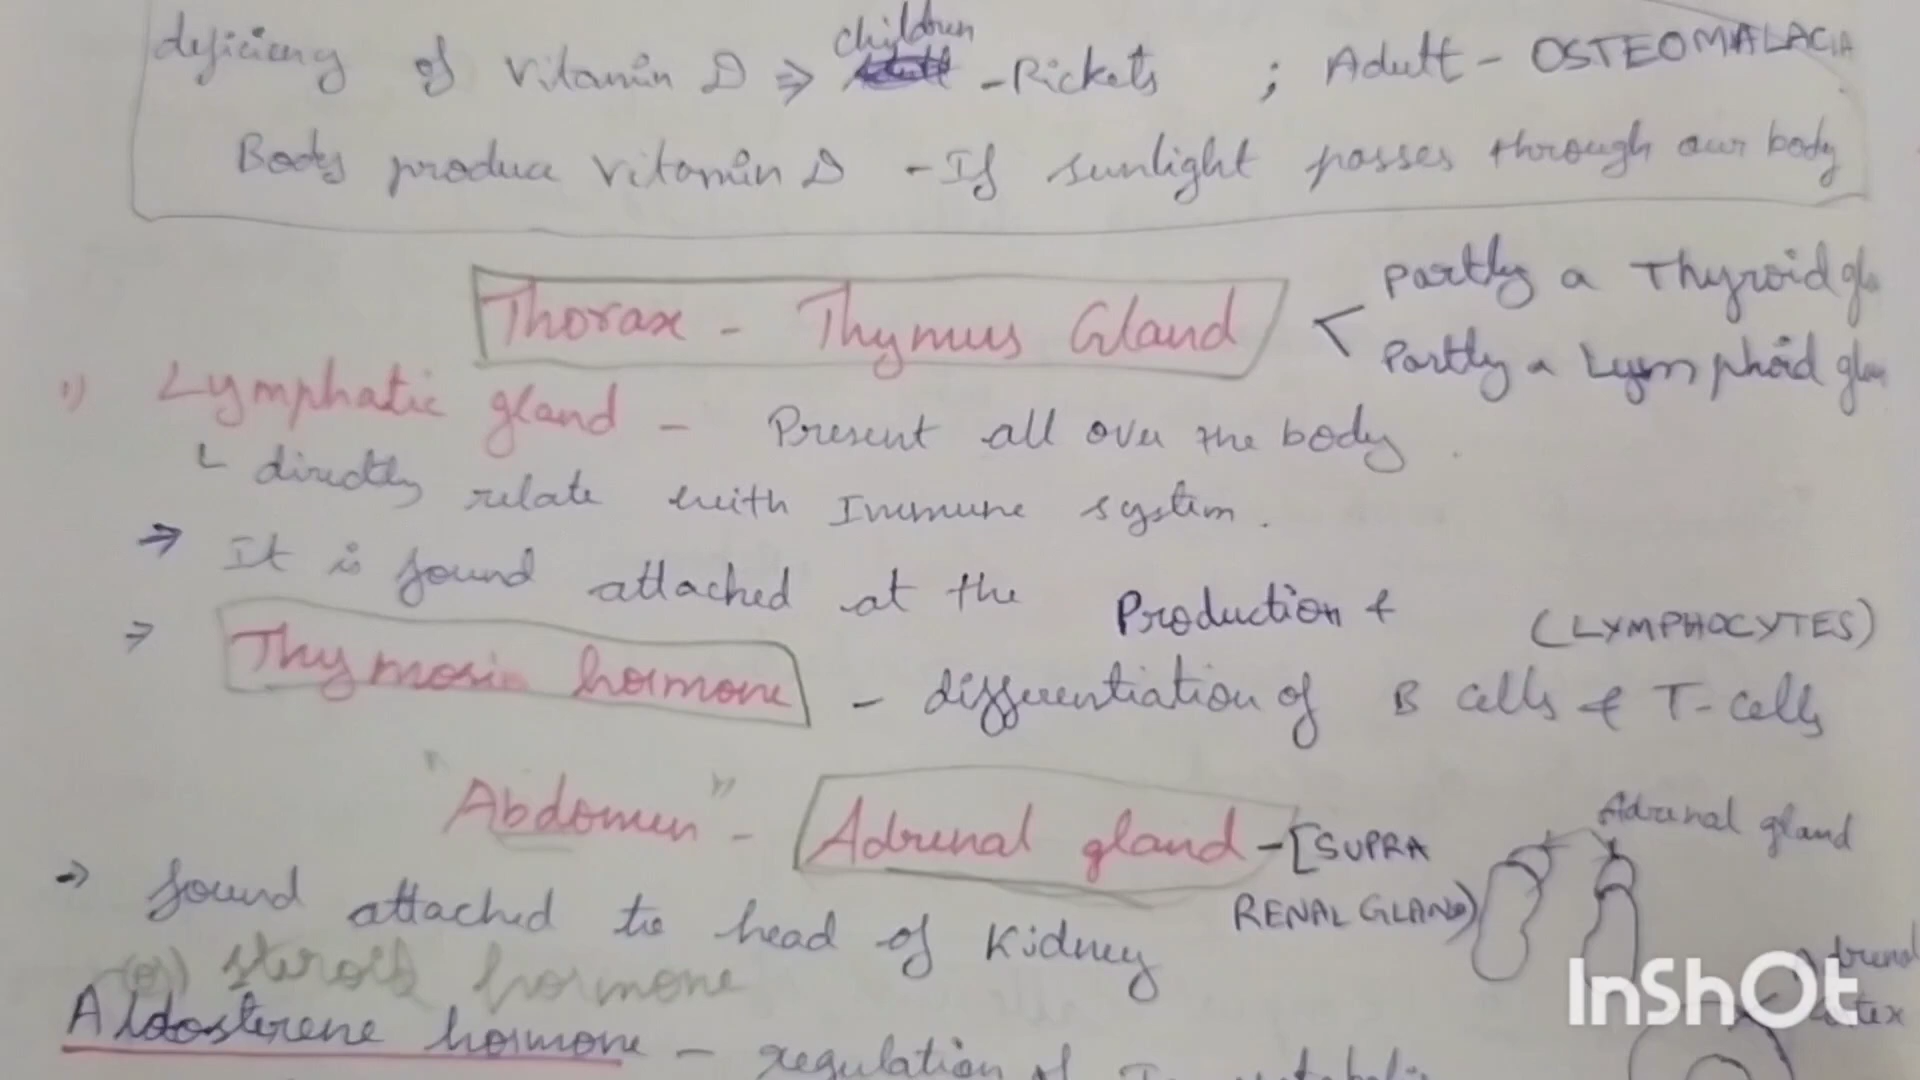 deficiency of Vitamin D ⇒ children - Rickets ; Adult - OSTEOMALACIA
Body produce Vitamin D - If sunlight passes through our body
Thorax - Thymus Gland < Partly a Thyroid
Partly a Lymphoid
1) Lymphatic gland - Present all over the body.
directly relate with Immune system.
⇒ It is found attached at the
Production & (LYMPHOCYTES)
⇒ Thymosin hormone - differentiation of B cells & T-cells
"Abdomen" - Adrenal gland - [SUPRA
RENAL GLAND)
Adrenal gland
→ found attached to head of Kidney
(or) steroid hormone
Adrenal
Aldosterene hormone - regulation of
InShOt